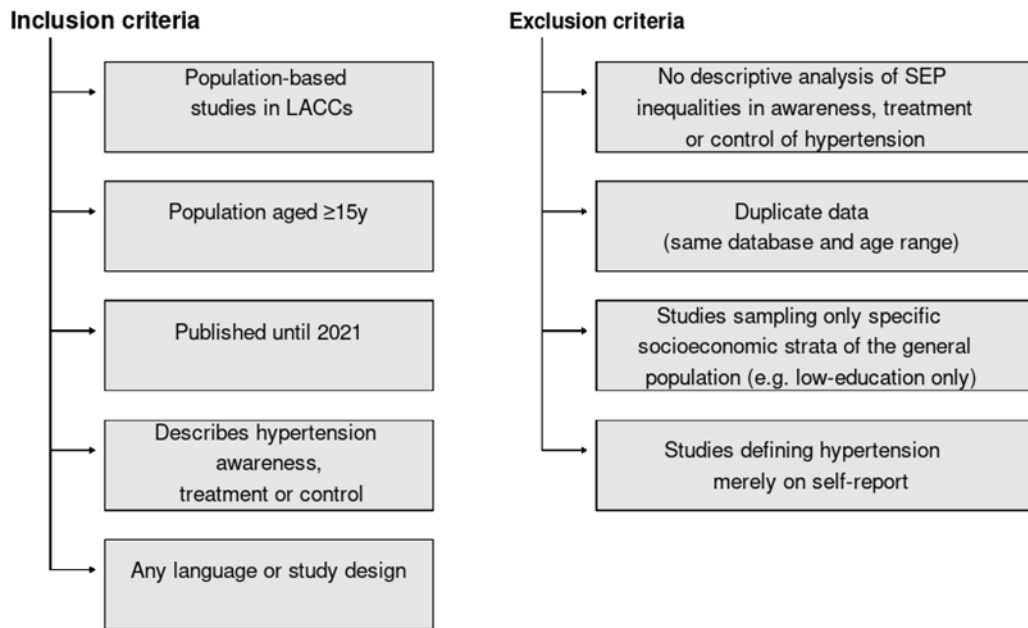 Inclusion criteria
Population-based
studies in LACCs
Population aged ≥15y
Published until 2021
Describes hypertension
awareness,
treatment or control
Any language or study design
Exclusion criteria
No descriptive analysis of SEP
inequalities in awareness, treatment
or control of hypertension
Duplicate data
(same database and age range)
Studies sampling only specific
socioeconomic strata of the general
population (e.g. low-education only)
Studies defining hypertension
merely on self-report